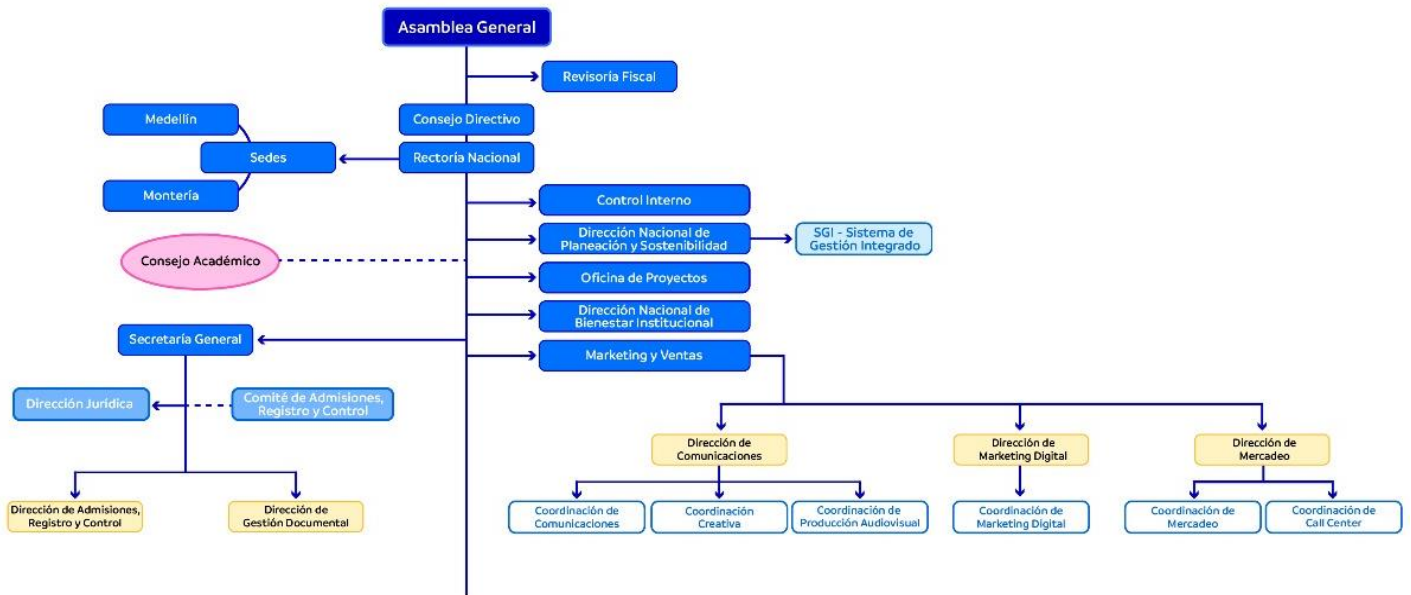 Asamblea General
Revisoría Fiscal
Consejo Directivo
Medellín
Sedes
Rectoría Nacional
Montería
Control Interno
Dirección Nacional de
Planeación y Sostenibilidad
SGI - Sistema de
Gestión Integrado
Consejo Académico
Oficina de Proyectos
Dirección Nacional de
Bienestar Institucional
Secretaría General
Marketing y Ventas
Dirección Jurídica
Comité de Admisiones,
Registro y Control
Dirección de
Comunicaciones
Dirección de
Marketing Digital
Dirección de
Mercadeo
Dirección de Admisiones,
Registro y Control
Dirección de
Gestión Documental
Coordinación de
Comunicaciones
Coordinación
Creativa
Coordinación de
Producción Audiovisual
Coordinación de
Marketing Digital
Coordinación de
Mercadeo
Coordinación de
Call Center